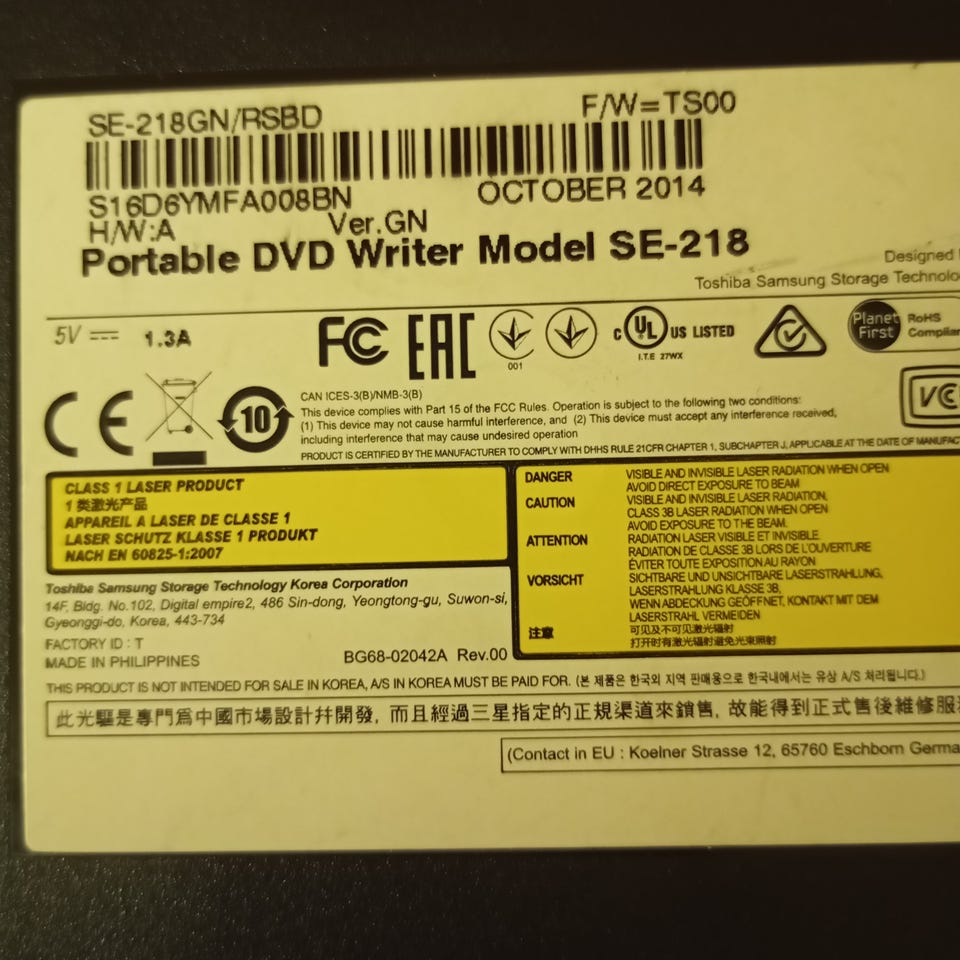 SE-218GN/RSBD F/W=TS00
S16D6YMFA008BN OCTOBER 2014
H/W:A Ver.GN
Portable DVD Writer Model SE-218
Designed
Toshiba Samsung Storage
5V 1.3A
FC EAC 001 C UL US LISTED
I.T.E 27WX
Planet First
RoHS
CE 10
CAN ICES-3(B)/NMB-3(B)
This device complies with Part 15 of the FCC Rules. Operation is subject to the following two conditions:
(1) This device may not cause harmful interference, and (2) This device must accept any interference received,
including interference that may cause undesired operation
PRODUCT IS CERTIFIED BY THE MANUFACTURER TO COMPLY WITH DHHS RULE 21CFR CHAPTER 1, SUBCHAPTER J, APPLICABLE AT THE DATE OF
CLASS 1 LASER PRODUCT
1 类激光产品
APPAREIL A LASER DE CLASSE 1
LASER SCHUTZ KLASSE 1 PRODUKT
NACH EN 60825-1:2007
DANGER VISIBLE AND INVISIBLE LASER RADIATION WHEN OPEN
AVOID DIRECT EXPOSURE TO BEAM
CAUTION VISIBLE AND INVISIBLE LASER RADIATION,
CLASS 3B LASER RADIATION WHEN OPEN
AVOID EXPOSURE TO THE BEAM.
ATTENTION RADIATION LASER VISIBLE ET INVISIBLE.
RADIATION DE CLASSE 3B LORS DE L'OUVERTURE
ÉVITER TOUTE EXPOSITION AU RAYON
VORSICHT SICHTBARE UND UNSICHTBARE LASERSTRAHLUNG,
LASERSTRAHLUNG KLASSE 3B,
WENN ABDECKUNG GEÖFFNET, KONTAKT MIT DEM
LASERSTRAHL VERMEIDEN
注意 可见及不可见激光辐射
打开时有激光辐射避免光束照射
Toshiba Samsung Storage Technology Korea Corporation
14F, Bldg. No.102, Digital empire2, 486 Sin-dong, Yeongtong-gu, Suwon-si,
Gyeonggi-do, Korea, 443-734
FACTORY ID : T
MADE IN PHILIPPINES BG68-02042A Rev.00
THIS PRODUCT IS NOT INTENDED FOR SALE IN KOREA, A/S IN KOREA MUST BE PAID FOR. (본 제품은 한국외 지역 판매용으로 한국내에서는 유상 A/S 처리됩니다.)
此光驅是專門爲中國市場設計幷開發, 而且經過三星指定的正規渠道來銷售, 故能得到正式售後維修服
(Contact in EU : Koelner Strasse 12, 65760 Eschborn